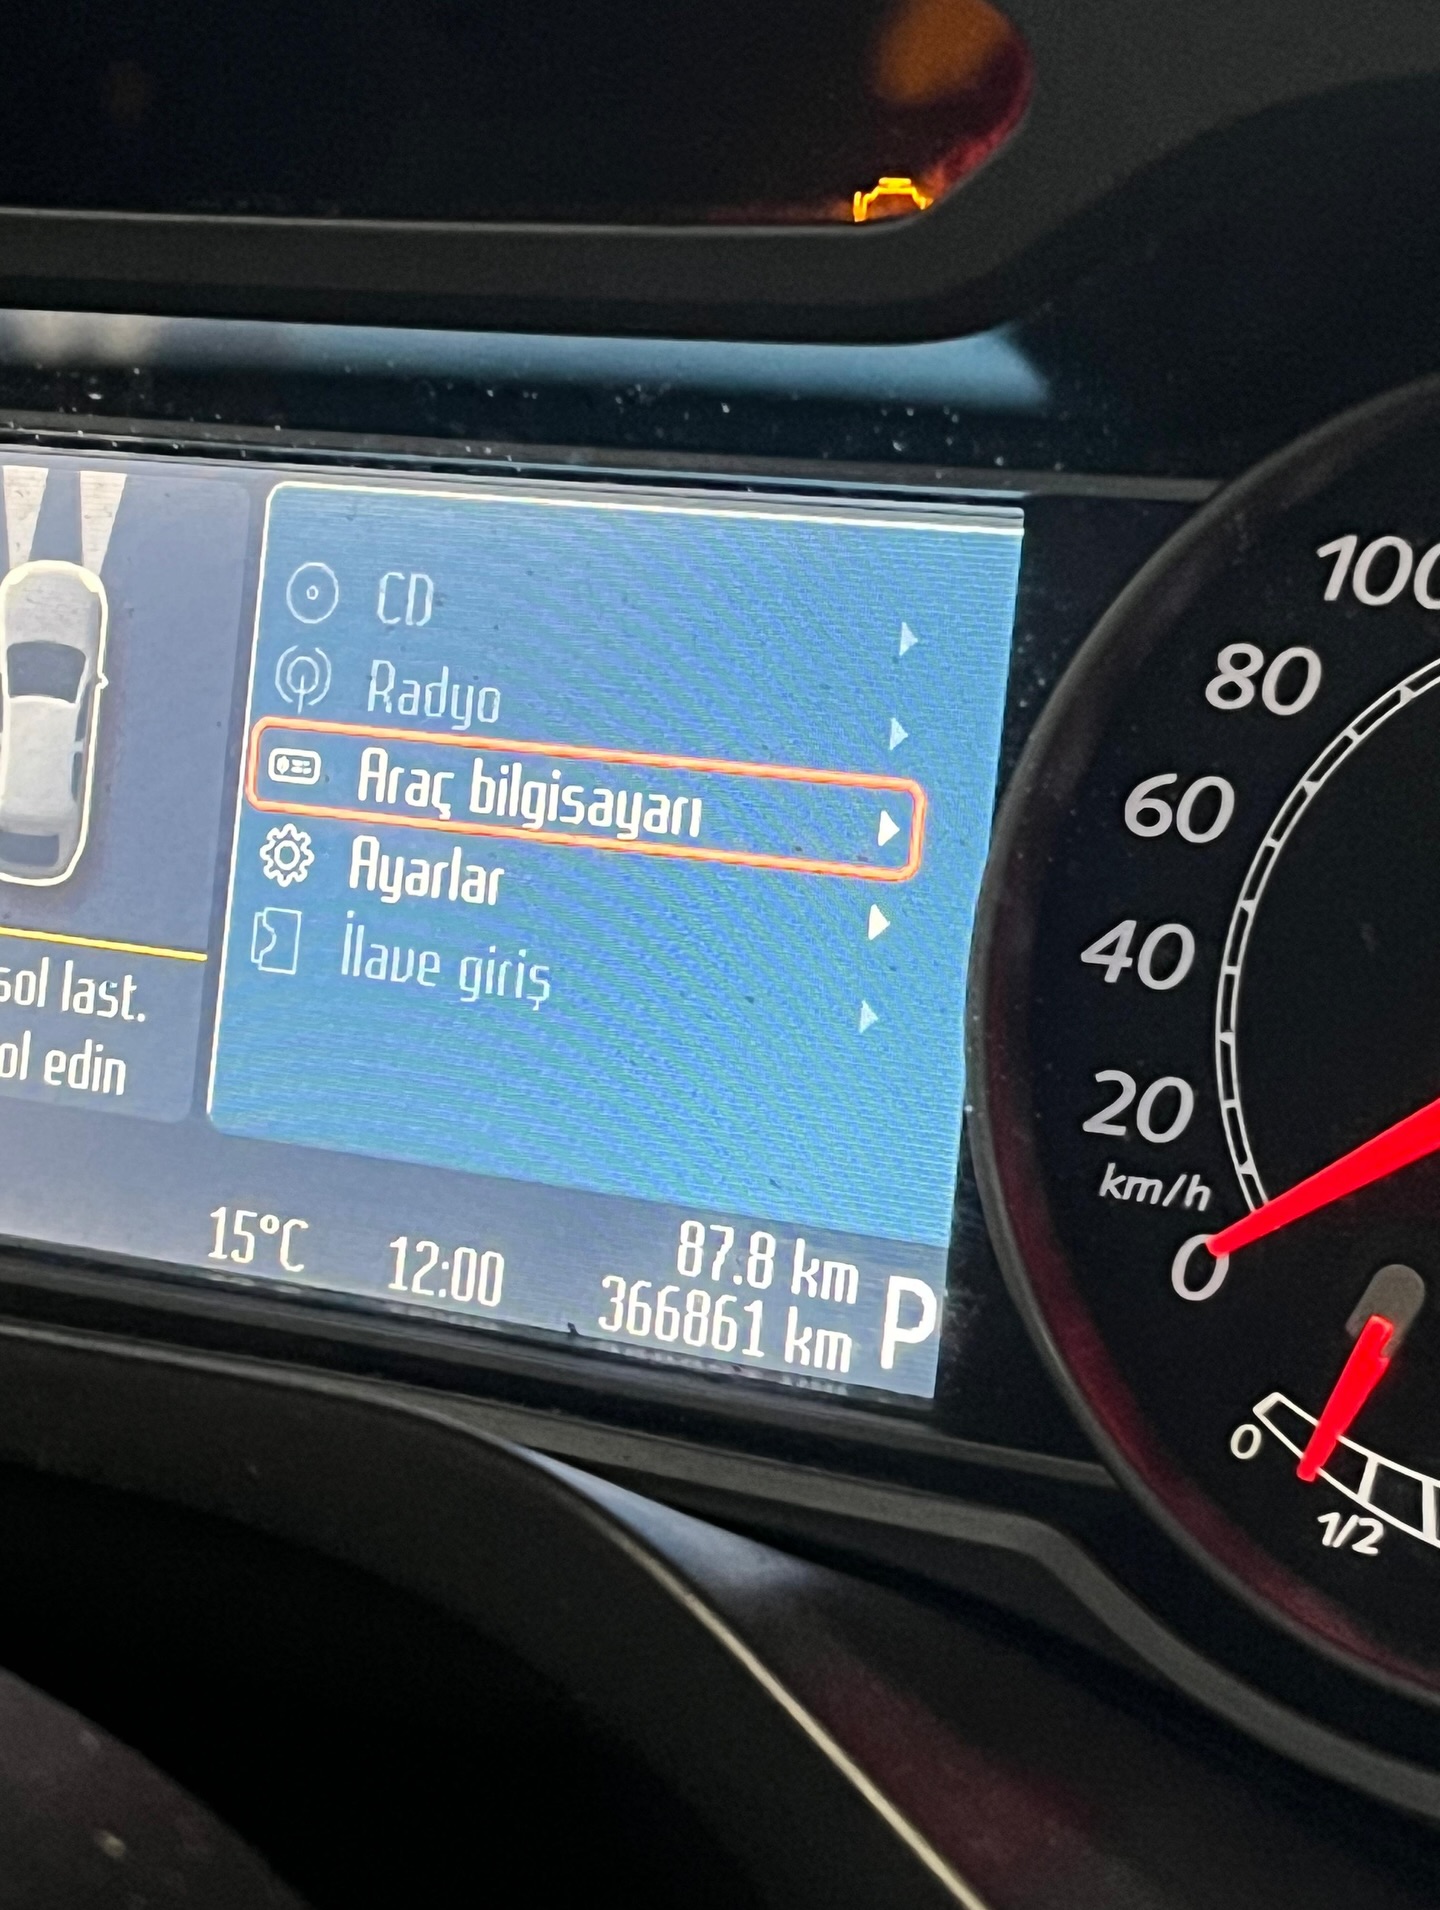 CD
Radyo
Araç bilgisayarı
Ayarlar
İlave giriş
sol last.
ol edin
15°C 12:00 87.8 km
366861 km P
100
80
60
40
20
km/h
0
0
1/2